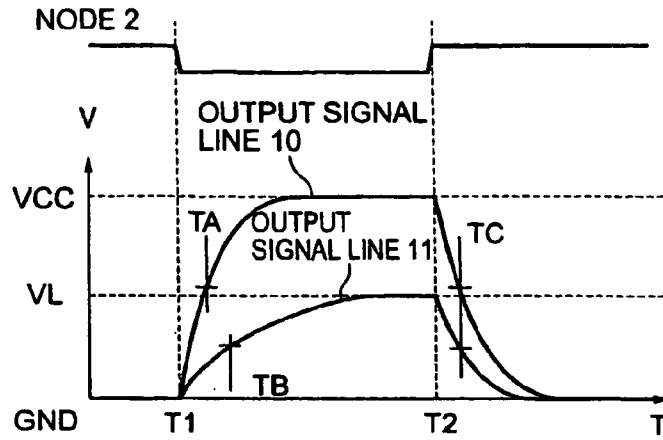 NODE 2
V
OUTPUT SIGNAL
LINE 10
VCC
TA
OUTPUT
SIGNAL LINE 11
TC
VL
TB
GND
T1
T2
T